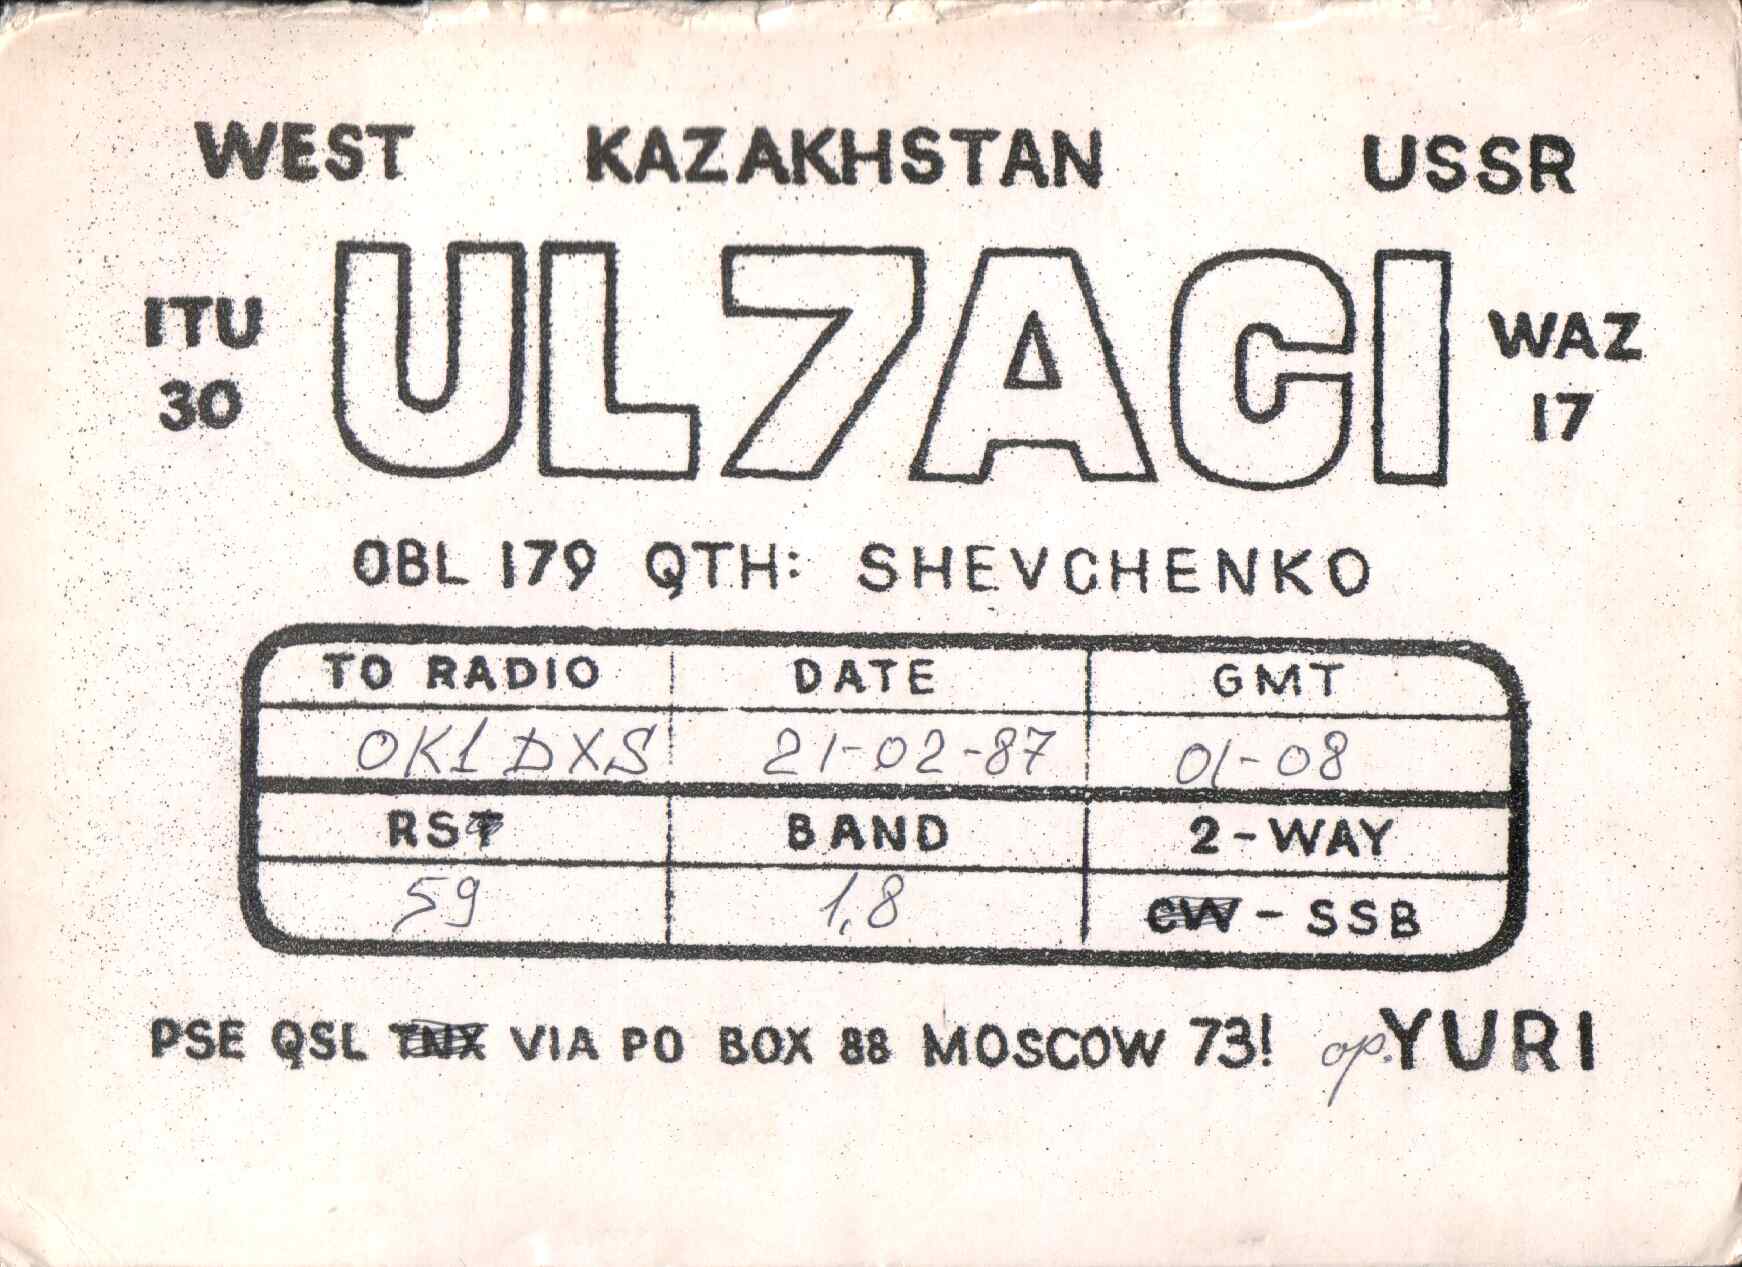 WEST KAZAKHSTAN USSR
UL7ACI
ITU
30
WAZ
17
OBL 179 QTH: SHEVCHENKO
TO RADIO DATE GMT
OK1DXS 21-02-87 01-08
RST BAND 2-WAY
59 1,8 CW - SSB
PSE QSL TNX VIA PO BOX 88 MOSCOW 73! op. YURI